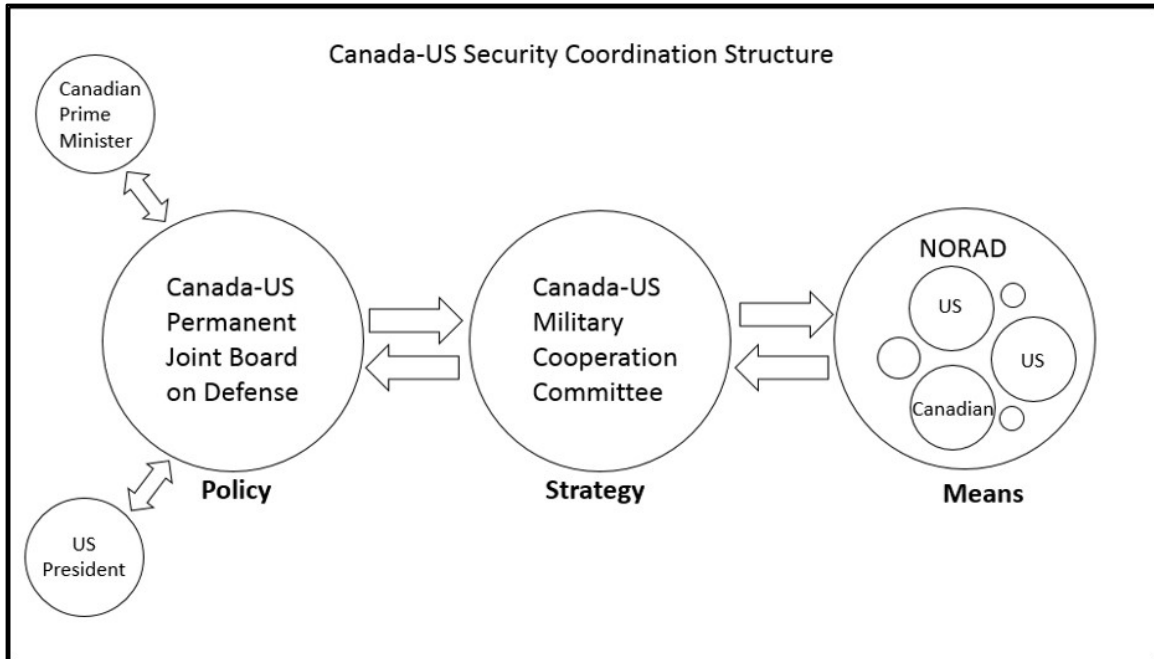 Canada-US Security Coordination Structure
Canadian
Prime
Minister
Canada-US
Permanent
Joint Board
on Defense
Policy
US
President
Canada-US
Military
Cooperation
Committee
Strategy
NORAD
US
US
Canadian
Means